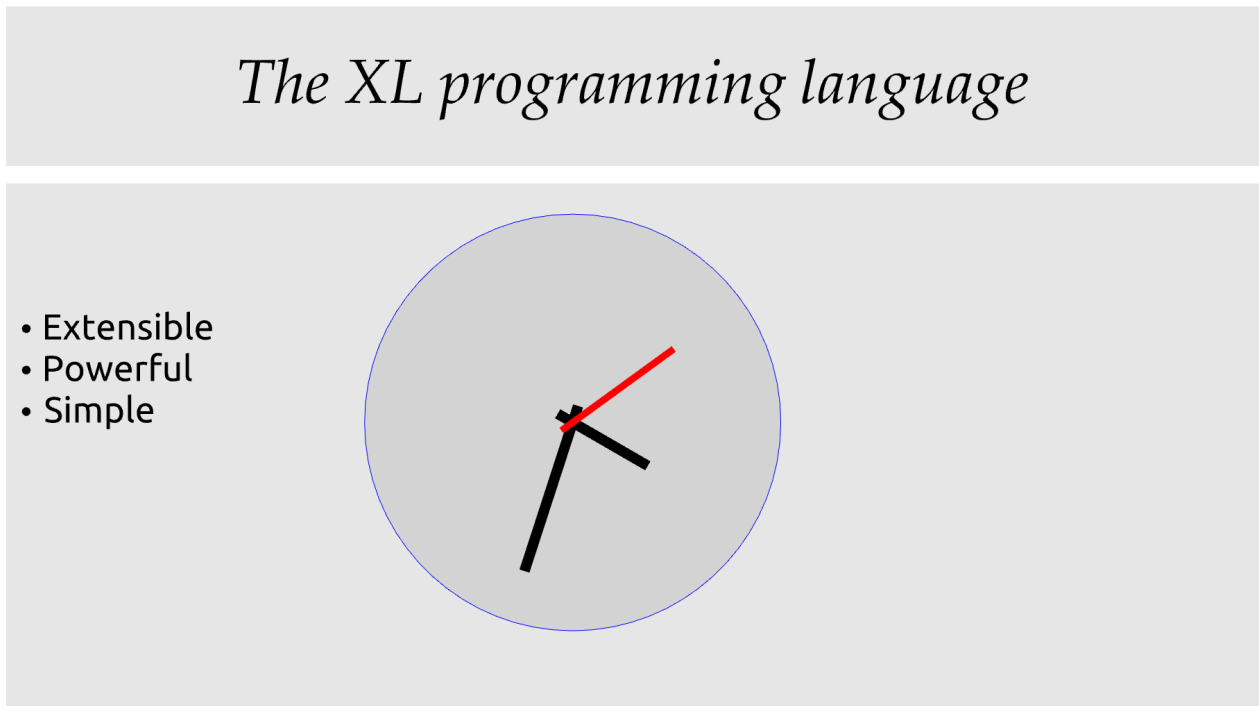 The XL programming language
• Extensible
• Powerful
• Simple